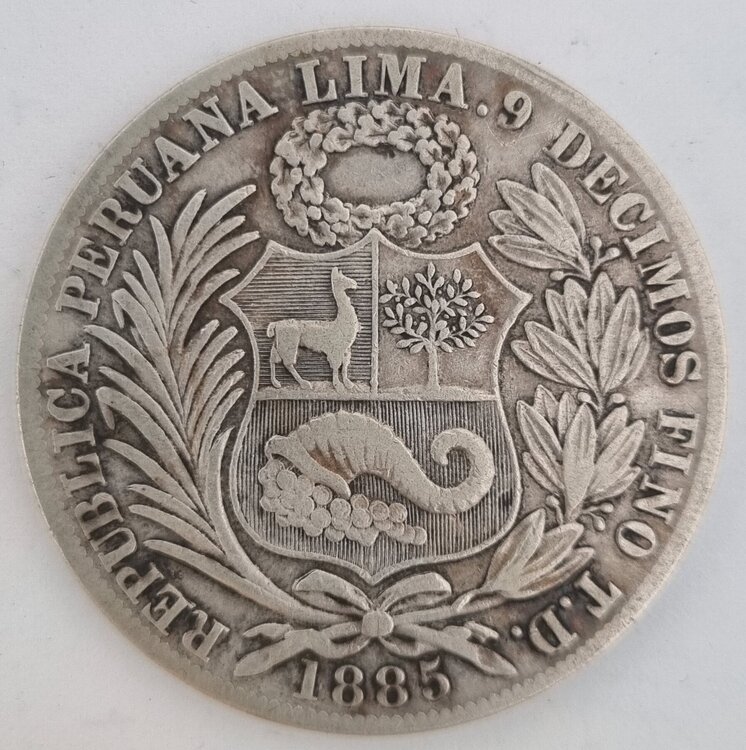 REPUBLICA PERUANA LIMA. 9 DECIMOS FINO T.D.
1885